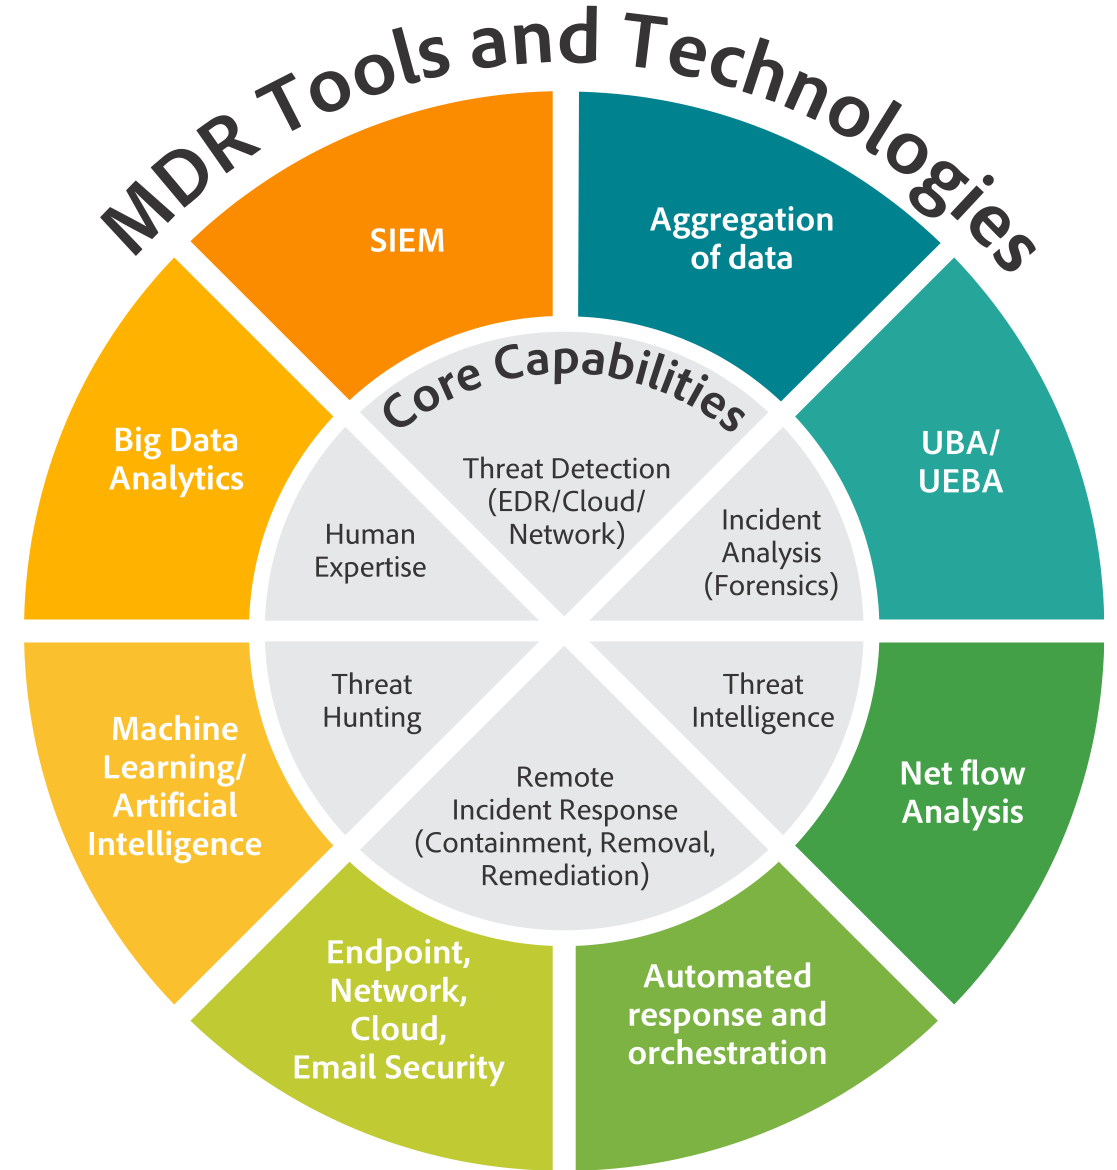 MDR Tools and Technologies
SIEM
Aggregation
of data
UBA/
UEBA
Net flow
Analysis
Automated
response and
orchestration
Endpoint,
Network,
Cloud,
Email Security
Machine
Learning/
Artificial
Intelligence
Big Data
Analytics
Core Capabilities
Threat Detection
(EDR/Cloud/
Network)
Incident
Analysis
(Forensics)
Threat
Intelligence
Remote
Incident Response
(Containment, Removal,
Remediation)
Threat
Hunting
Human
Expertise